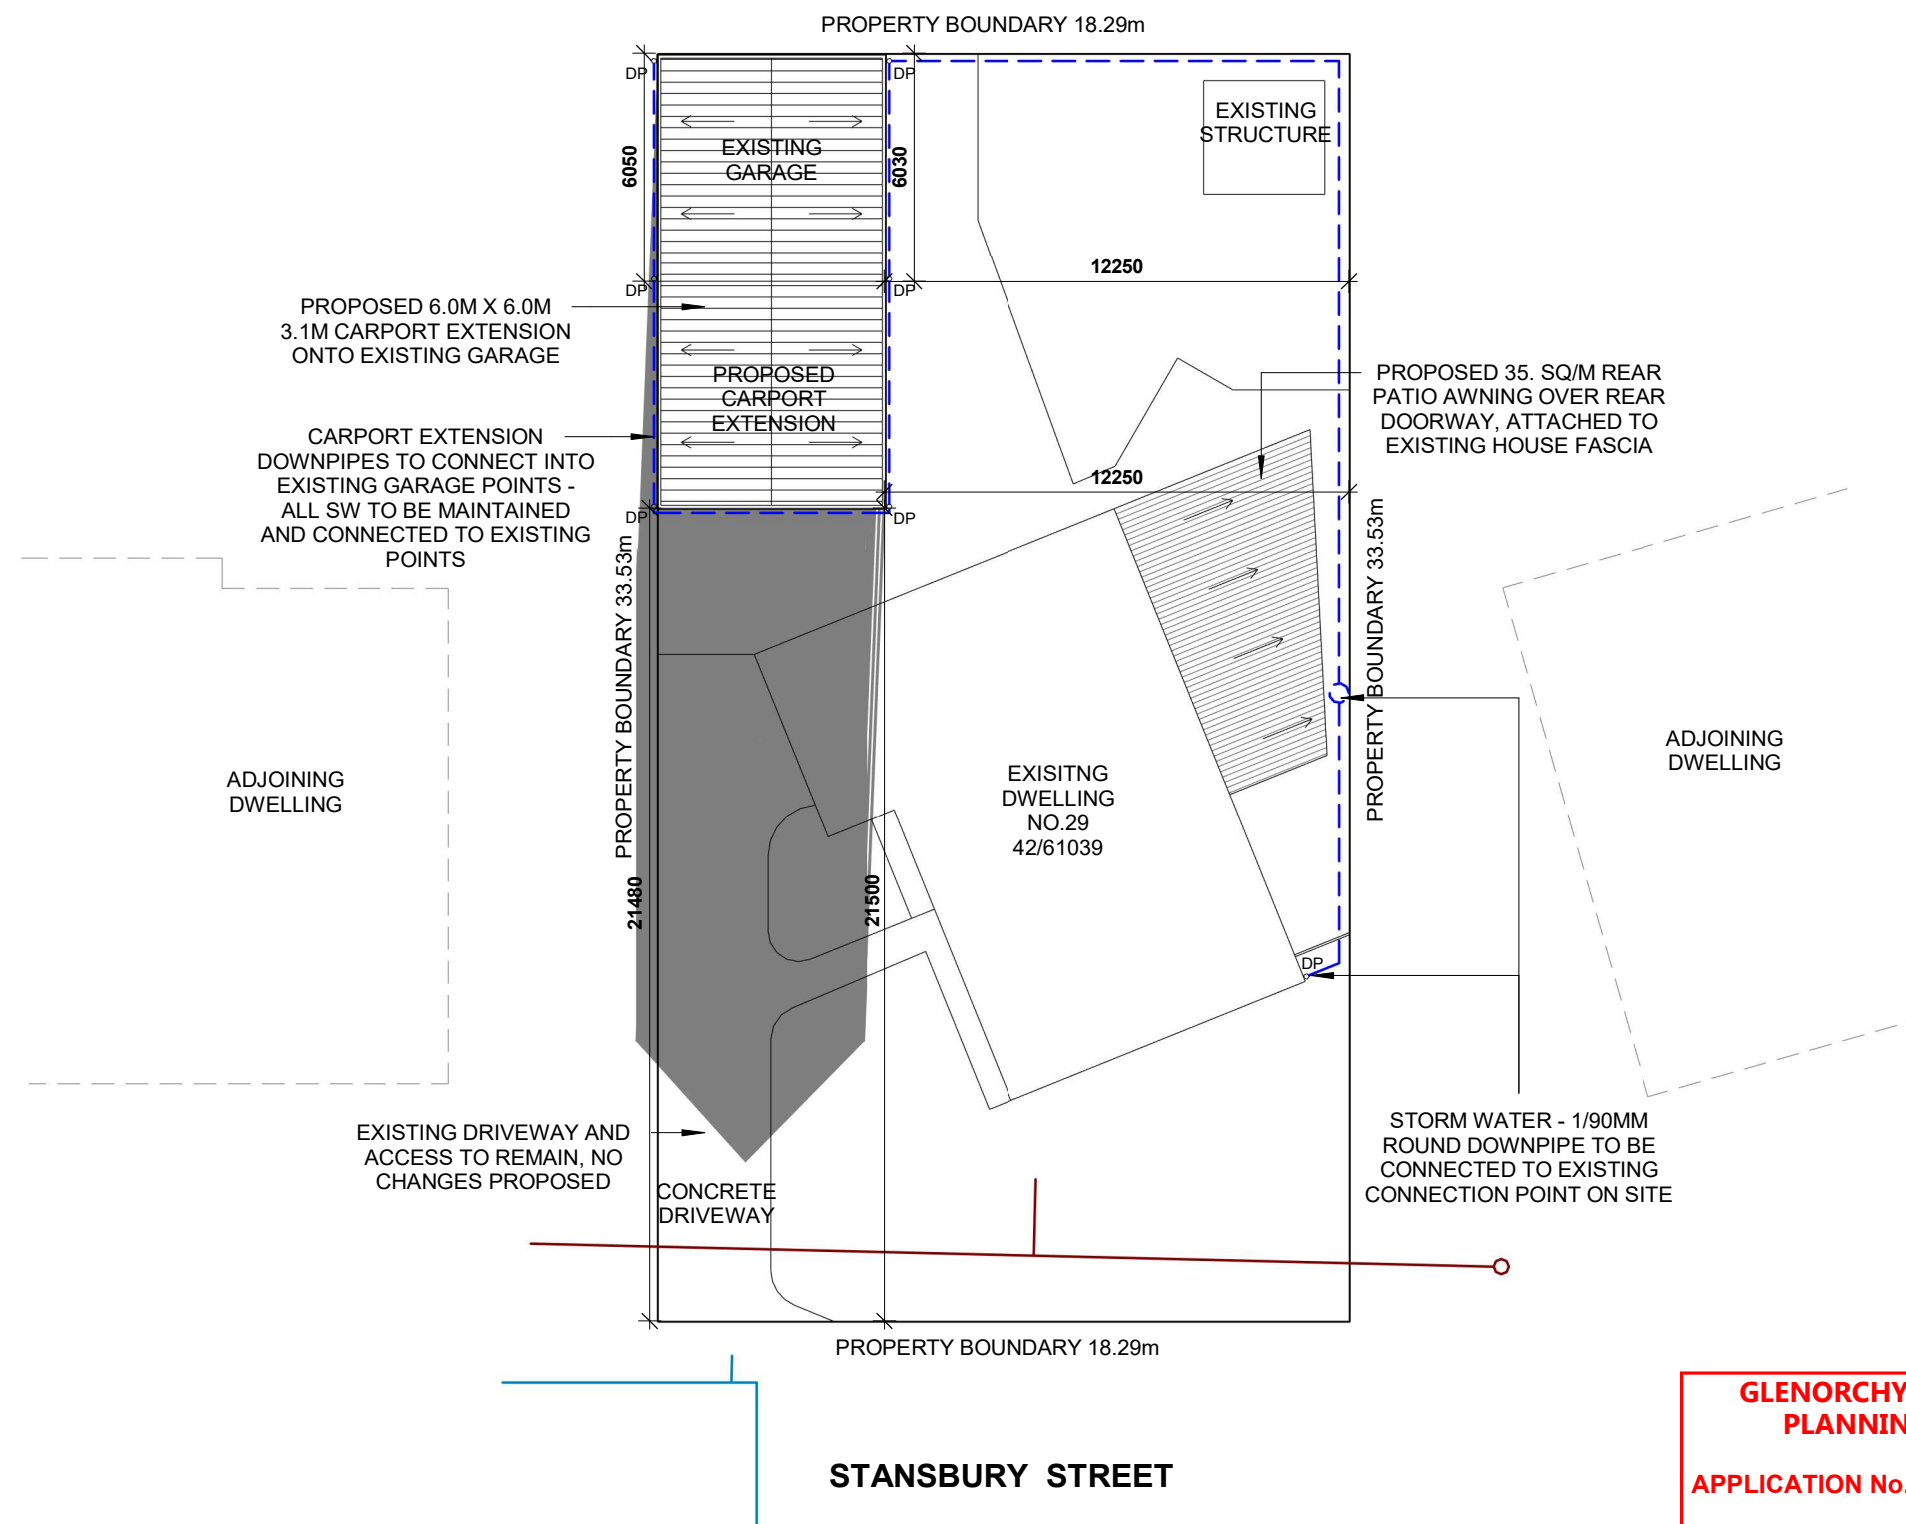 PROPERTY BOUNDARY 18.29m
DP
DP
EXISTING
STRUCTURE
EXISTING
GARAGE
6050
6030
12250
DP
DP
PROPOSED 6.0M X 6.0M
3.1M CARPORT EXTENSION
ONTO EXISTING GARAGE
PROPOSED
CARPORT
EXTENSION
PROPOSED 35. SQ/M REAR
PATIO AWNING OVER REAR
DOORWAY, ATTACHED TO
EXISTING HOUSE FASCIA
CARPORT EXTENSION
DOWNPIPES TO CONNECT INTO
EXISTING GARAGE POINTS -
ALL SW TO BE MAINTAINED
AND CONNECTED TO EXISTING
POINTS
12250
DP
DP
PROPERTY BOUNDARY 33.53m
PROPERTY BOUNDARY 33.53m
ADJOINING
DWELLING
EXISITNG
DWELLING
NO.29
42/61039
ADJOINING
DWELLING
21480
21500
DP
EXISTING DRIVEWAY AND
ACCESS TO REMAIN, NO
CHANGES PROPOSED
STORM WATER - 1/90MM
ROUND DOWNPIPE TO BE
CONNECTED TO EXISTING
CONNECTION POINT ON SITE
CONCRETE
DRIVEWAY
PROPERTY BOUNDARY 18.29m
STANSBURY STREET
GLENORCHY
PLANNIN
APPLICATION No.